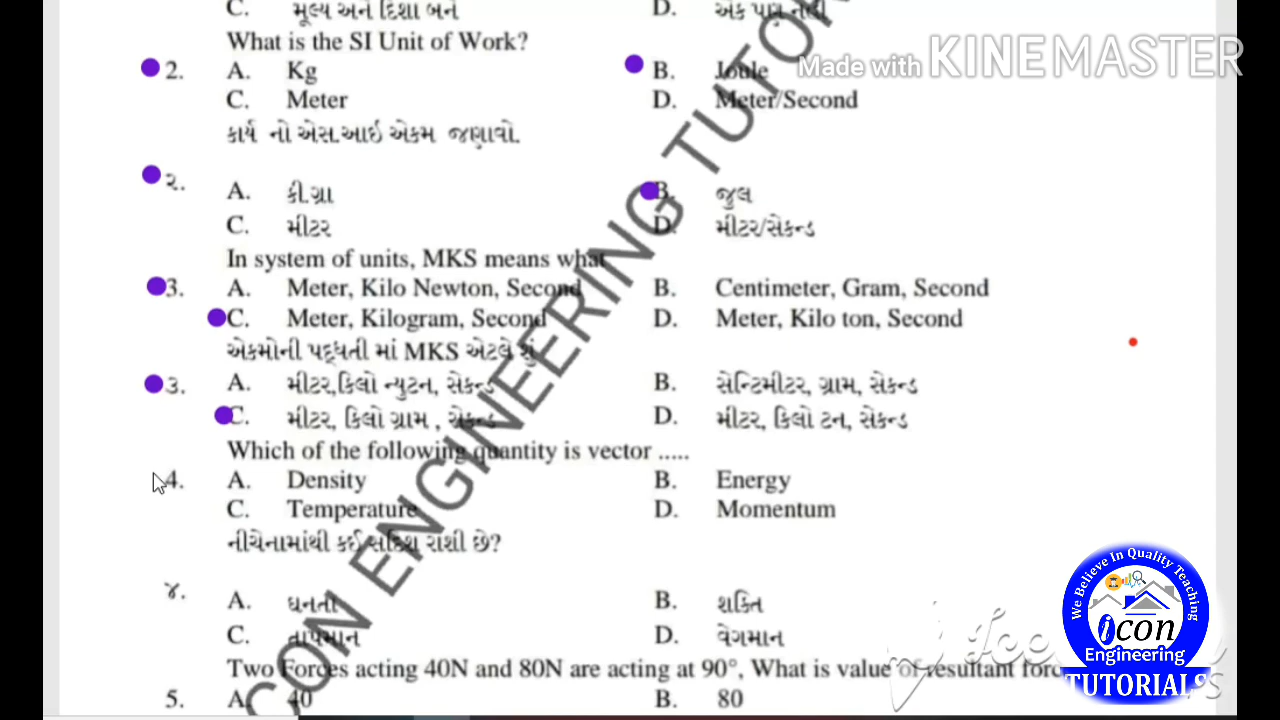 C. મૂલ્ય અને દિશા બને D. એક પણ નહી
What is the SI Unit of Work?
2. A. Kg B. Joule
C. Meter D. Meter/Second
કાર્ય નો એસ.આઇ એકમ જણાવો.
૨. A. કી.ગ્રા B. જુલ
C. મીટર D. મીટર/સેકન્ડ
In system of units, MKS means what
3. A. Meter, Kilo Newton, Second B. Centimeter, Gram, Second
C. Meter, Kilogram, Second D. Meter, Kilo ton, Second
એકમોની પદ્ધતી માં MKS એટલે શું
૩. A. મીટર,કિલો ન્યુટન, સેકન્ડ B. સેન્ટિમીટર, ગ્રામ, સેકન્ડ
C. મીટર, કિલો ગ્રામ , સેકન્ડ D. મીટર, કિલો ટન, સેકન્ડ
Which of the following quantity is vector .....
4. A. Density B. Energy
C. Temperature D. Momentum
નીચેનામાંથી કઈ સદિશ રાશી છે?
૪. A. ઘનતા B. શક્તિ
C. તાપમાન D. વેગમાન
Two Forces acting 40N and 80N are acting at 90°, What is value of resultant
5. A. 40 B. 80
Made with KINEMASTER
CON ENGINEERING TUTOR
We Believe In Quality Teaching
icon
Engineering
TUTORIALS